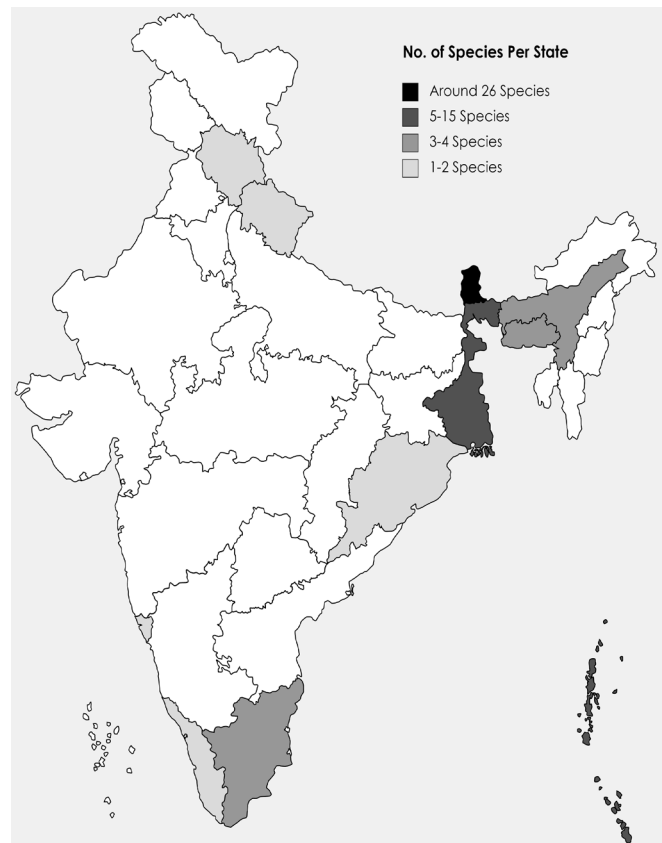 No. of Species Per State
Around 26 Species
5-15 Species
3-4 Species
1-2 Species